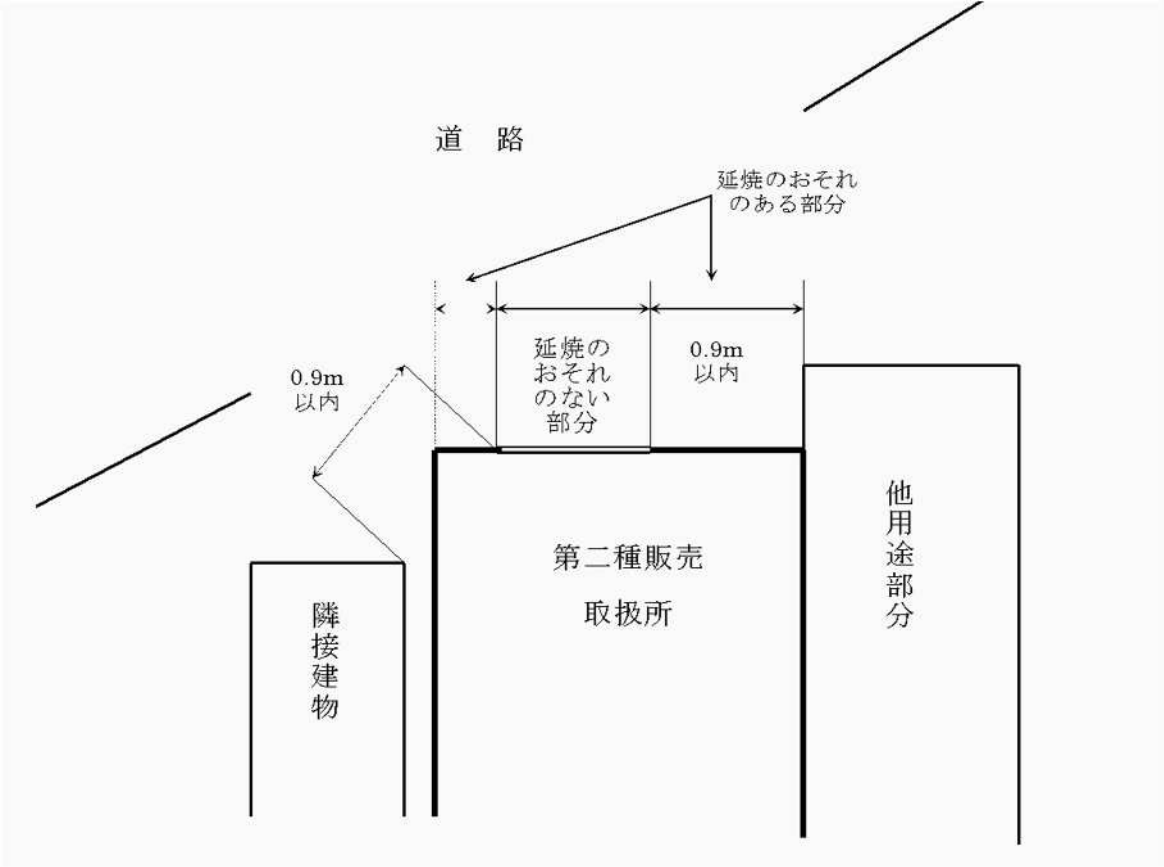 道　路
延焼のおそれ
のある部分
延焼の
おそれ
のない
部分
0.9m
以内
0.9m
以内
第二種販売
取扱所
他用途部分
隣接建物